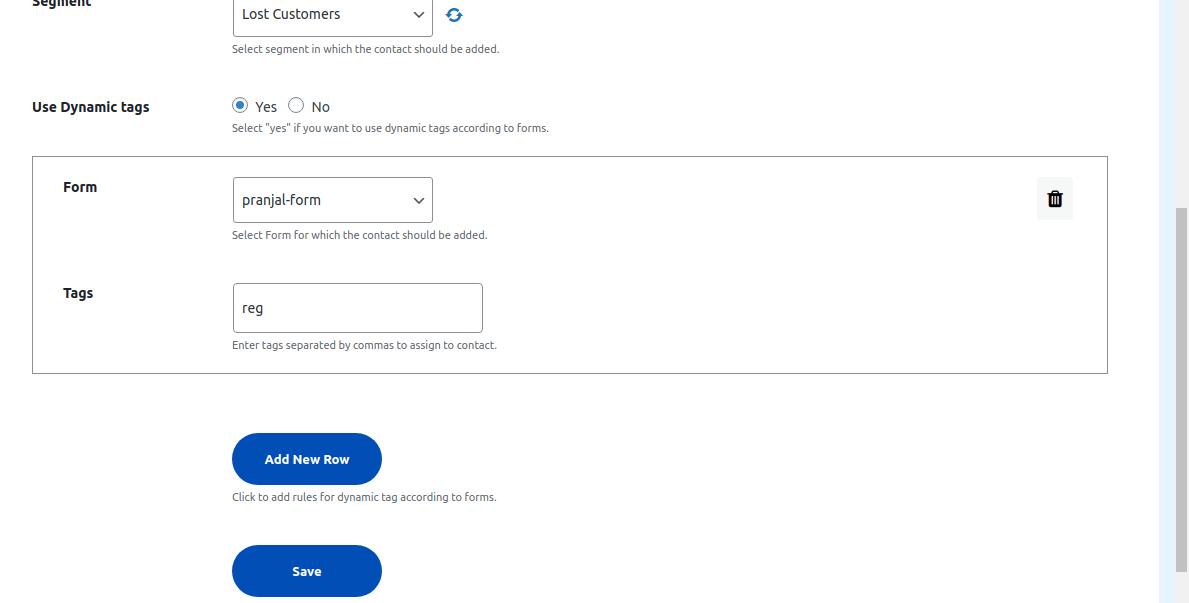 Segment
Lost Customers
Select segment in which the contact should be added.
Use Dynamic tags
Yes No
Select "yes" if you want to use dynamic tags according to forms.
Form
pranjal-form
Select Form for which the contact should be added.
Tags
reg
Enter tags separated by commas to assign to contact.
Add New Row
Click to add rules for dynamic tag according to forms.
Save